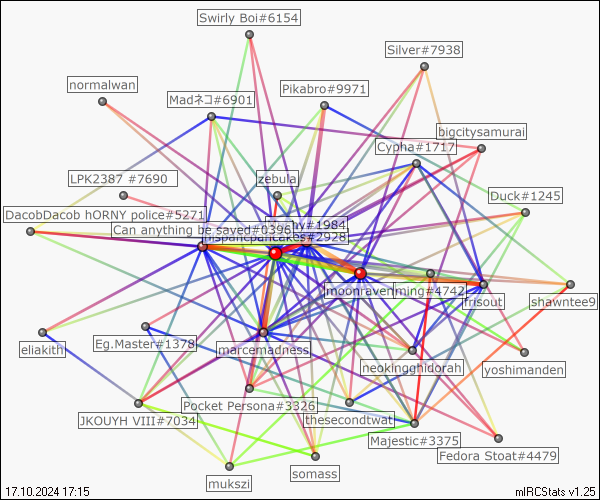 Swirly Boi#6154
Silver#7938
normalwan
Pikabro#9971
Madネコ#6901
bigcitysamurai
Cypha#1717
LPK2387 #7690
zebula
Duck#1245
DacobDacob hORNY police#5271
#1984
Can anything be saved#0396
#2928
moonraven
#4742
frisout
shawntee9
eliakith
Eg.Master#1378
marcemadness
neokingghidorah
yoshimanden
Pocket Persona#3326
JKOUYH VIII#7034
thesecondtwat
Majestic#3375
Fedora Stoat#4479
somass
mukszi
17.10.2024 17:15
mIRCStats v1.25